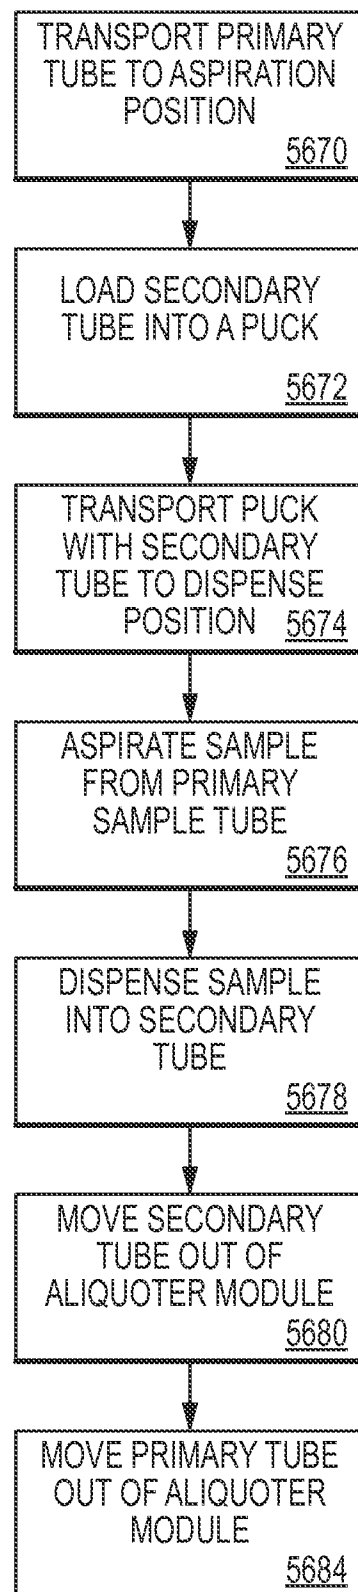 TRANSPORT PRIMARY
TUBE TO ASPIRATION
POSITION
5670
LOAD SECONDARY
TUBE INTO A PUCK
5672
TRANSPORT PUCK
WITH SECONDARY
TUBE TO DISPENSE
POSITION 5674
ASPIRATE SAMPLE
FROM PRIMARY
SAMPLE TUBE
5676
DISPENSE SAMPLE
INTO SECONDARY
TUBE
5678
MOVE SECONDARY
TUBE OUT OF
ALIQUOTER MODULE
5680
MOVE PRIMARY TUBE
OUT OF ALIQUOTER
MODULE
5684